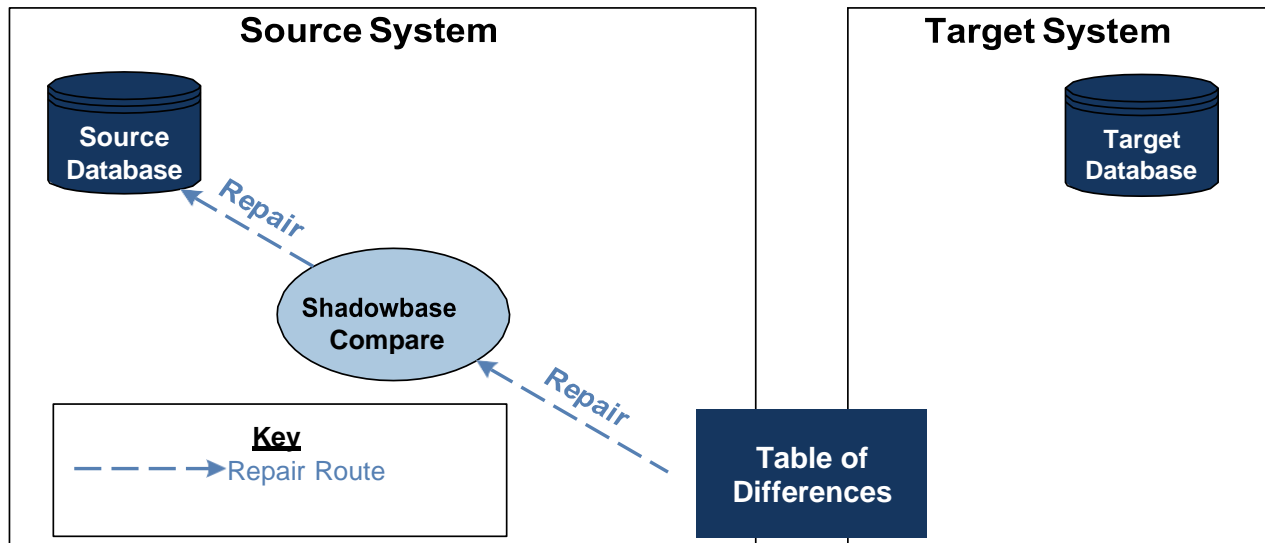 Source System
Target System
Source
Database
Target
Database
Repair
Shadowbase
Compare
Repair
Key
Repair Route
Table of
Differences